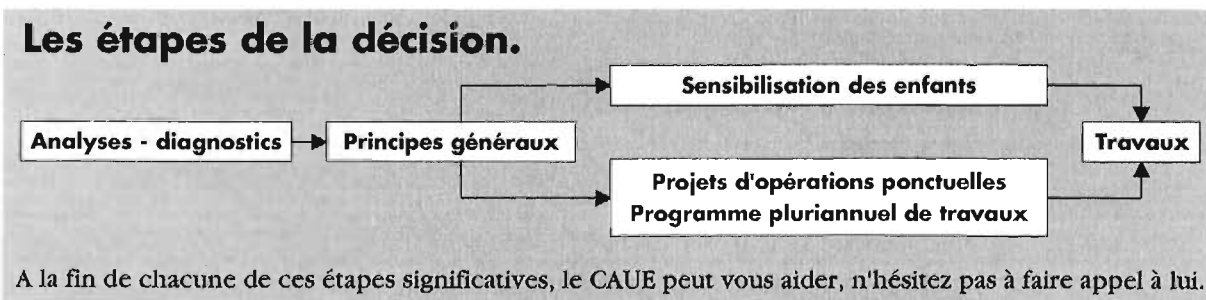 Les étapes de la décision.
Sensibilisation des enfants
Analyses - diagnostics
Principes généraux
Travaux
Projets d'opérations ponctuelles
Programme pluriannuel de travaux
A la fin de chacune de ces étapes significatives, le CAUE peut vous aider, n'hésitez pas à faire appel à lui.